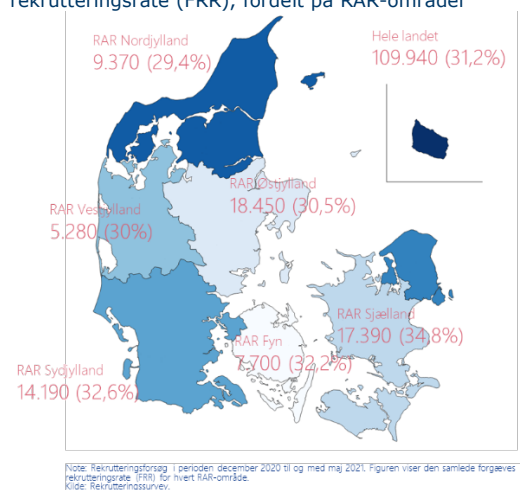 rekrutteringsrate (FRR), fordelt på RAR-områder
RAR Nordjylland
9.370 (29,4%)
Hele landet
109.940 (31,2%)
RAR Østjylland
18.450 (30,5%)
RAR Vestjylland
5.280 (30%)
RAR Sjælland
17.390 (34,8%)
RAR Fyn
7.700 (32,2%)
RAR Sydjylland
14.190 (32,6%)
Note: Rekrutteringsforsøg i perioden december 2020 til og med maj 2021. Figuren viser den samlede forgæves
rekrutteringsrate (FRR) for hvert RAR-område.
Kilde: Rekrutteringssurvey.